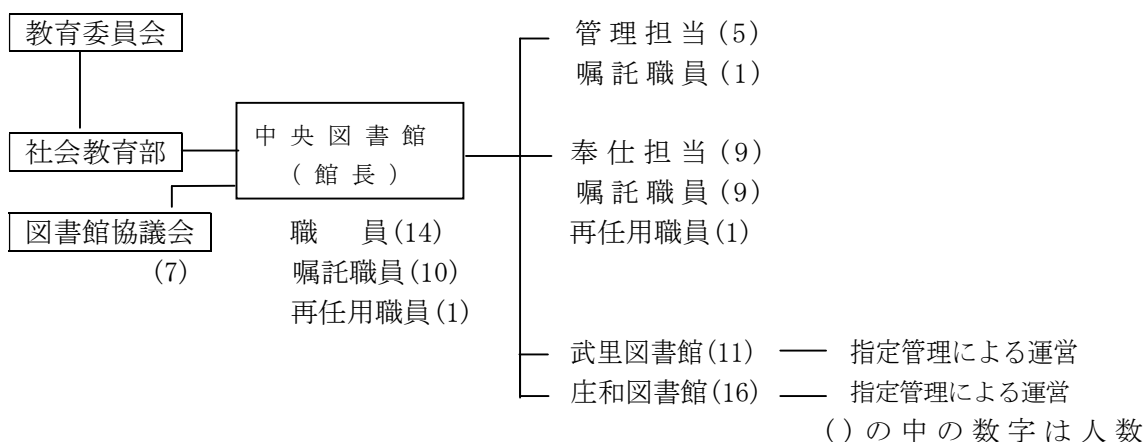 教育委員会
社会教育部
図書館協議会
(7)
中央図書館
(館長)
職　員(14)
嘱託職員(10)
再任用職員(1)
管理担当(5)
嘱託職員(1)
奉仕担当(9)
嘱託職員(9)
再任用職員(1)
武里図書館(11) ── 指定管理による運営
庄和図書館(16) ── 指定管理による運営
()の中の数字は人数